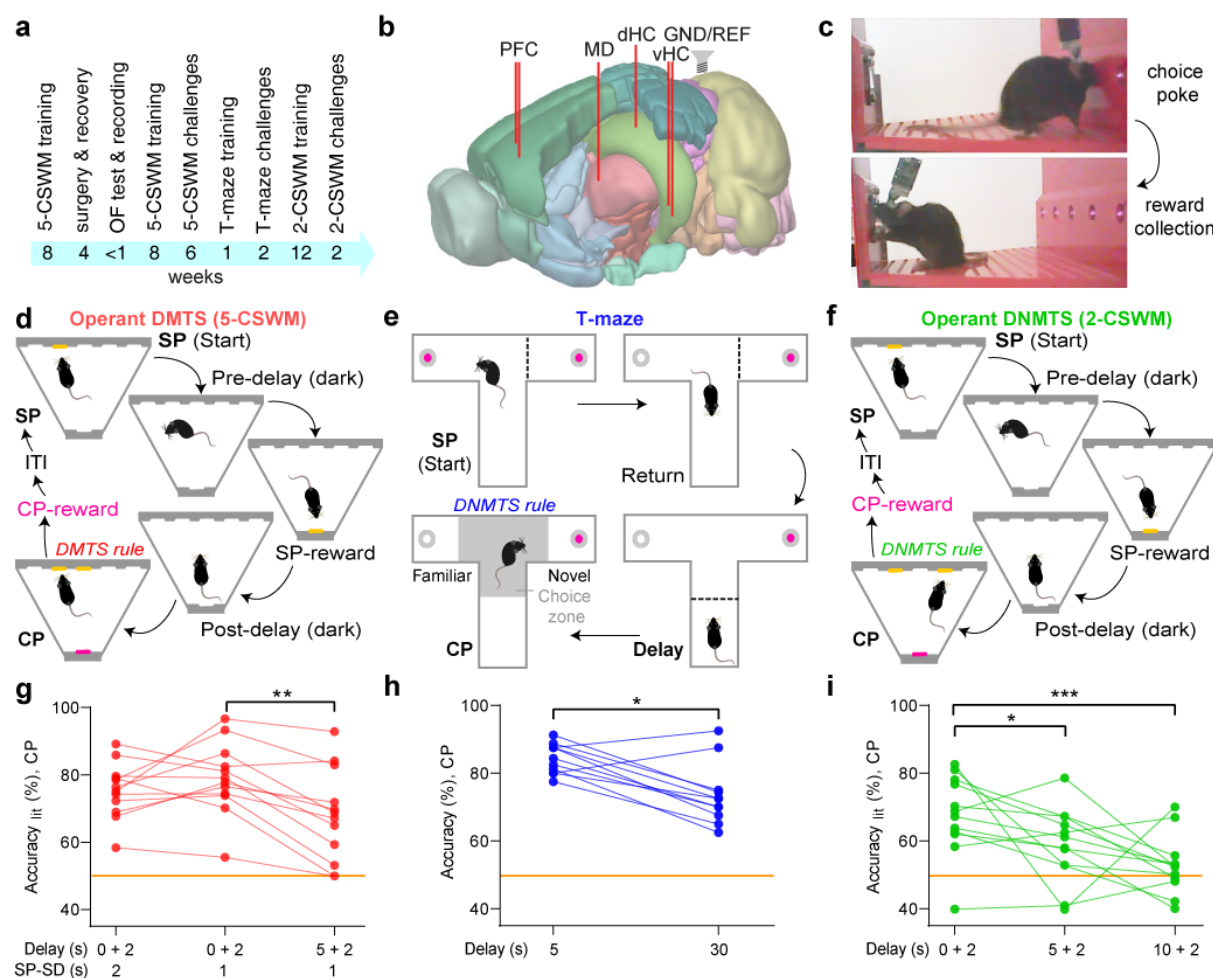 a
5-CSWM training
surgery & recovery
OF test & recording
5-CSWM training
5-CSWM challenges
T-maze training
T-maze challenges
2-CSWM training
2-CSWM challenges
8 4 <1 8 6 1 2 12 2
weeks
b
PFC MD dHC GND/REF
vHC
c
choice
poke
reward
collection
d
Operant DMTS (5-CSWM)
SP (Start)
Pre-delay (dark)
SP
ITI
CP-reward
DMTS rule
SP-reward
CP
Post-delay (dark)
e
T-maze
SP
(Start)
Return
DNMTS rule
Familiar Novel
Choice
zone
CP
Delay
f
Operant DNMTS (2-CSWM)
SP (Start)
Pre-delay (dark)
SP
ITI
CP-reward
DNMTS rule
SP-reward
CP
Post-delay (dark)
g
**
Accuracy lit (%), CP
100
80
60
40
Delay (s) 0 + 2 0 + 2 5 + 2
SP-SD (s) 2 1 1
h
*
Accuracy (%), CP
100
80
60
40
Delay (s) 5 30
i
***
*
Accuracy lit (%), CP
100
80
60
40
Delay (s) 0 + 2 5 + 2 10 + 2